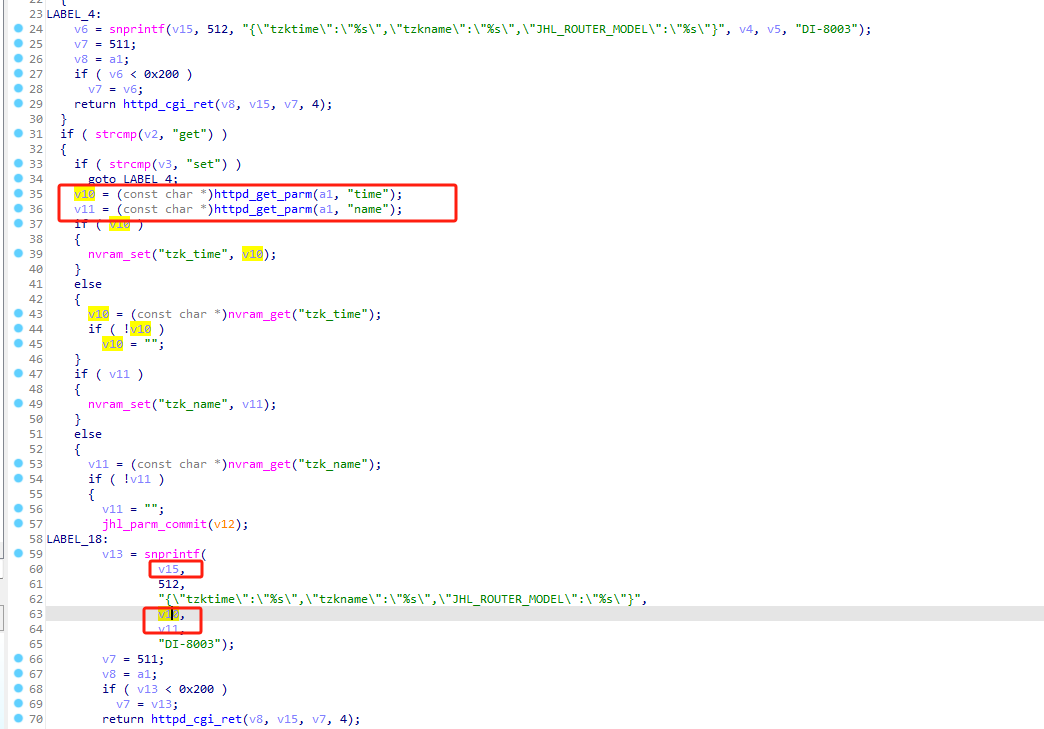 22 {
23 LABEL_4:
24 v6 = snprintf(v15, 512, "{\"tzktime\":\"%s\",\"tzkname\":\"%s\",\"JHL_ROUTER_MODEL\":\"%s\"}", v4, v5, "DI-8003");
25 v7 = 511;
26 v8 = a1;
27 if ( v6 < 0x200 )
28 v7 = v6;
29 return httpd_cgi_ret(v8, v15, v7, 4);
30 }
31 if ( strcmp(v2, "get") )
32 {
33 if ( strcmp(v3, "set") )
34 goto LABEL_4;
35 v10 = (const char *)httpd_get_parm(a1, "time");
36 v11 = (const char *)httpd_get_parm(a1, "name");
37 if ( v10 )
38 {
39 nvram_set("tzk_time", v10);
40 }
41 else
42 {
43 v10 = (const char *)nvram_get("tzk_time");
44 if ( !v10 )
45 v10 = "";
46 }
47 if ( v11 )
48 {
49 nvram_set("tzk_name", v11);
50 }
51 else
52 {
53 v11 = (const char *)nvram_get("tzk_name");
54 if ( !v11 )
55 {
56 v11 = "";
57 jhl_parm_commit(v12);
58 LABEL_18:
59 v13 = snprintf(
60 v15,
61 512,
62 "{\"tzktime\":\"%s\",\"tzkname\":\"%s\",\"JHL_ROUTER_MODEL\":\"%s\"}",
63 v10,
64 v11,
65 "DI-8003");
66 v7 = 511;
67 v8 = a1;
68 if ( v13 < 0x200 )
69 v7 = v13;
70 return httpd_cgi_ret(v8, v15, v7, 4);